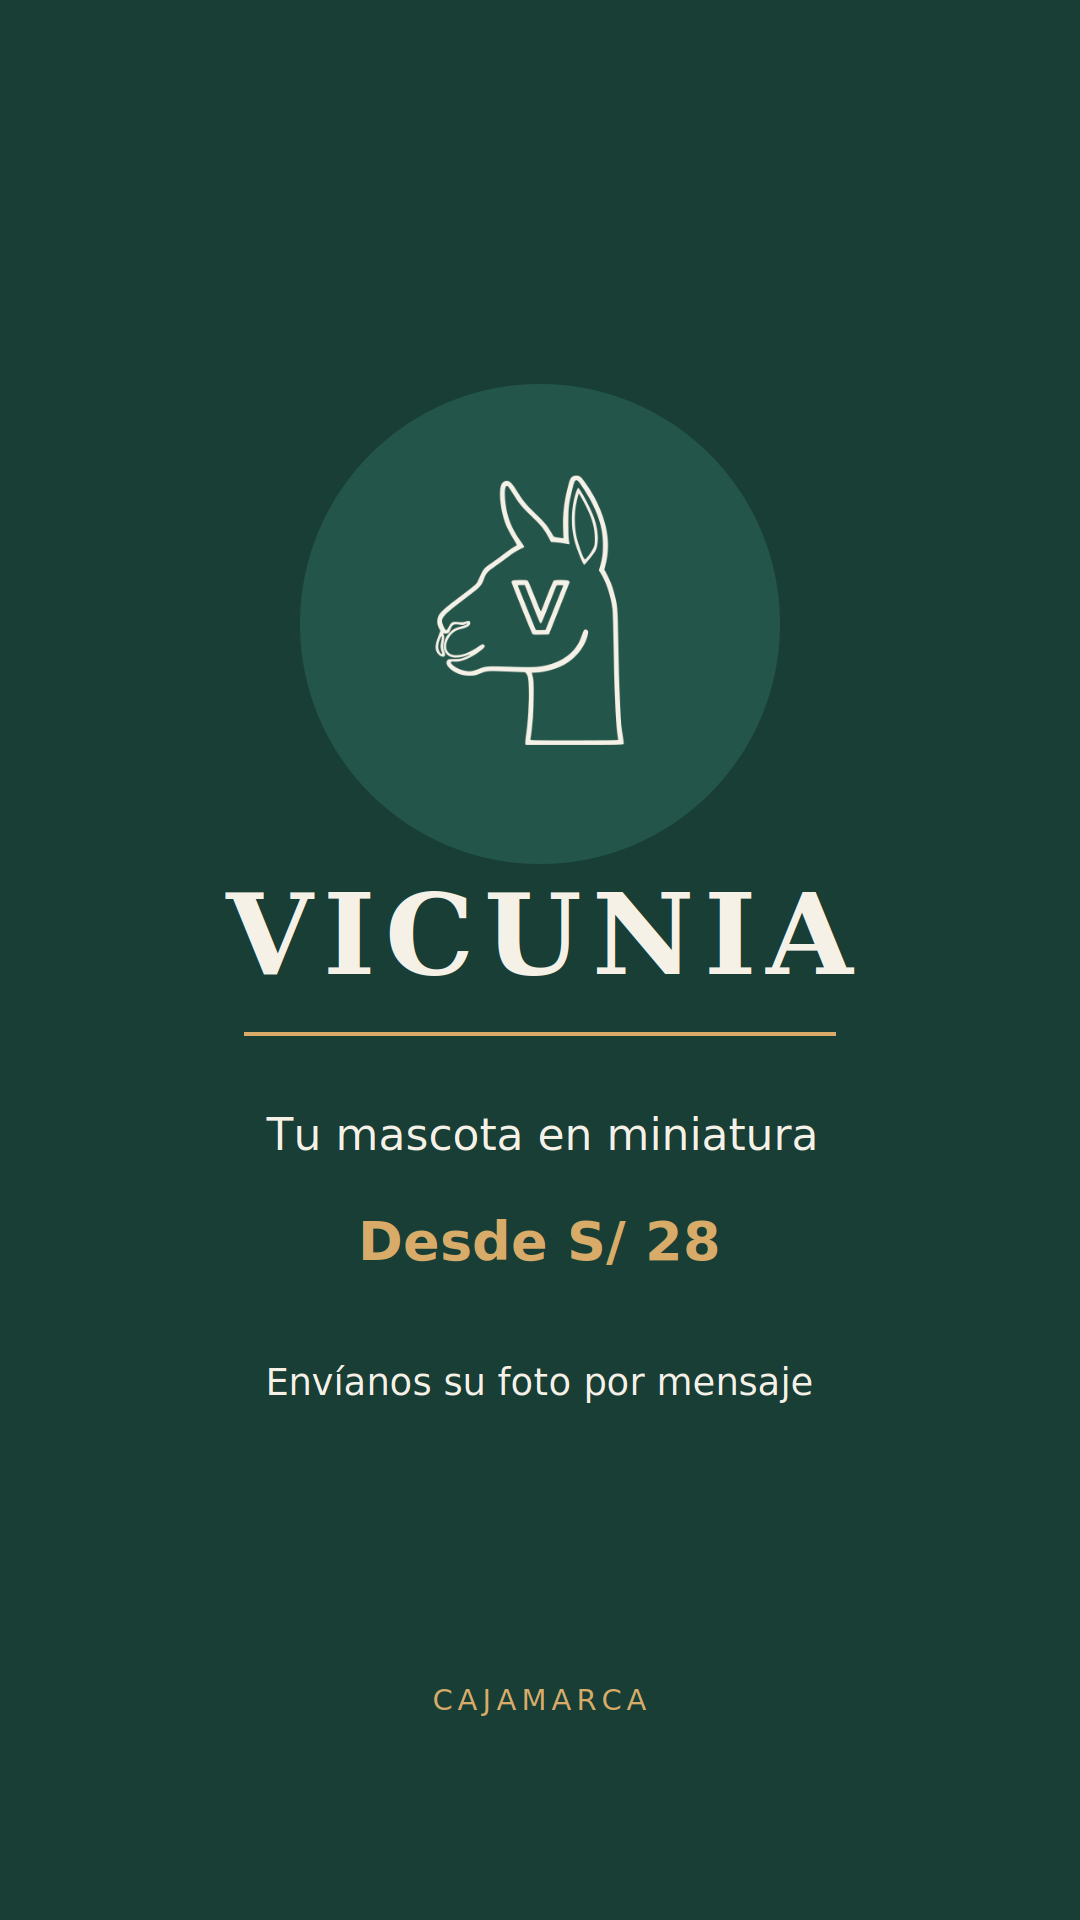 V
VICUNIA
Tu mascota en miniatura
Desde S/ 28
Envíanos su foto por mensaje
CAJAMARCA